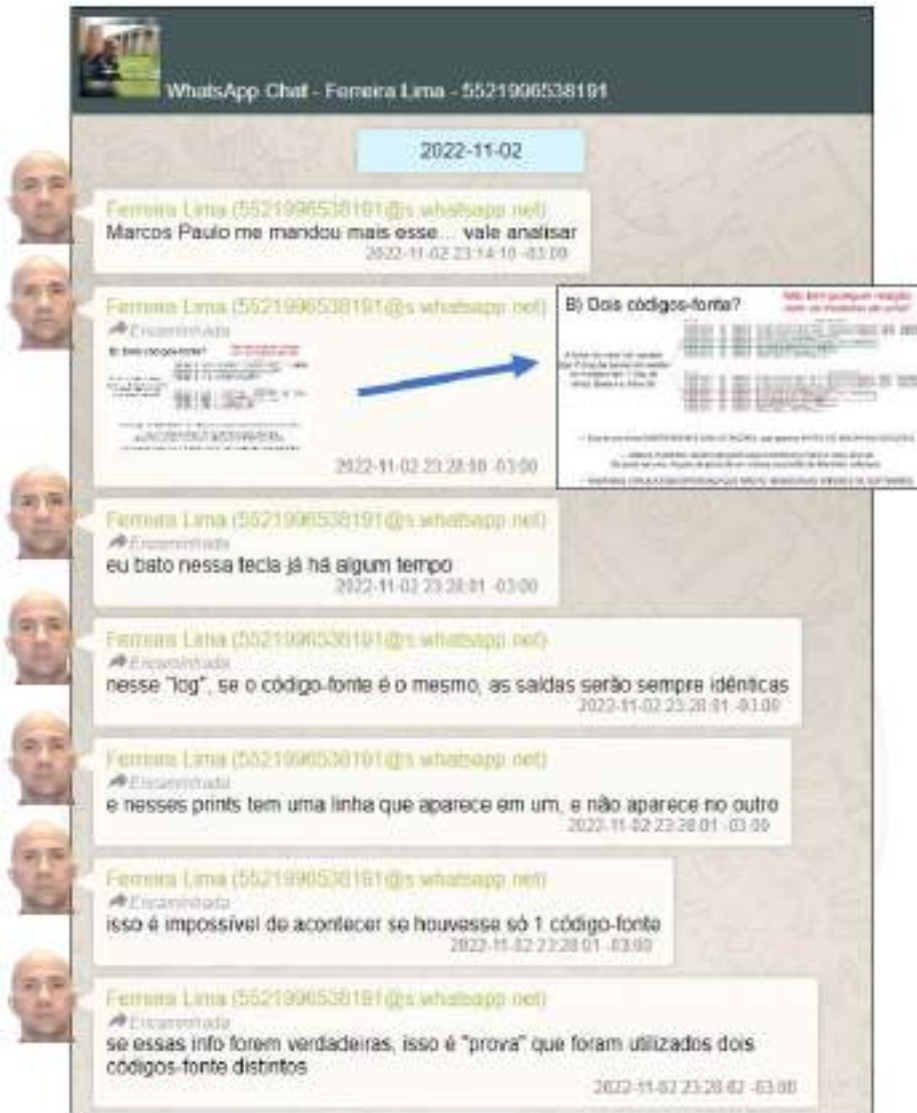 WhatsApp Chat - Ferreira Lima - 5521996538191
2022-11-02
Ferreira Lima (5521996538191@s.whatsapp.net)
Marcos Paulo me mandou mais esse... vale analisar
2022-11-02 23:14:10 -03:00
Ferreira Lima (5521996538191@s.whatsapp.net)
Encaminhada
B) Dois códigos-fonte?
2022-11-02 23:28:00 -03:00
B) Dois códigos-fonte?
Ferreira Lima (5521996538191@s.whatsapp.net)
Encaminhada
eu bato nessa tecla já há algum tempo
2022-11-02 23:28:01 -03:00
Ferreira Lima (5521996538191@s.whatsapp.net)
Encaminhada
nesse "log", se o código-fonte é o mesmo, as saídas serão sempre idênticas
2022-11-02 23:28:01 -03:00
Ferreira Lima (5521996538191@s.whatsapp.net)
Encaminhada
e nesses prints tem uma linha que aparece em um, e não aparece no outro
2022-11-02 23:28:01 -03:00
Ferreira Lima (5521996538191@s.whatsapp.net)
Encaminhada
isso é impossível de acontecer se houvesse só 1 código-fonte
2022-11-02 23:28:01 -03:00
Ferreira Lima (5521996538191@s.whatsapp.net)
Encaminhada
se essas info forem verdadeiras, isso é "prova" que foram utilizados dois
códigos-fonte distintos
2022-11-02 23:28:02 -03:00